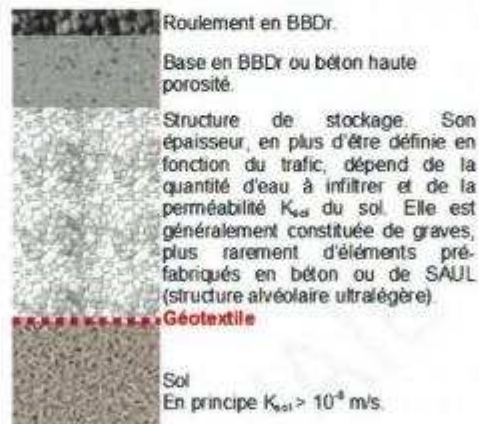 Roulement en BBDr.
Base en BBDr ou béton haute
porosité.
Structure de stockage. Son
épaisseur, en plus d'être définie en
fonction du trafic, dépend de la
quantité d'eau à infiltrer et de la
perméabilité Ksol du sol. Elle est
généralement constituée de graves,
plus rarement d'éléments pré-
fabriqués en béton ou de SAUL
(structure alvéolaire ultralégère).
Géotextile
Sol
En principe Ksol > 10⁻⁸ m/s.